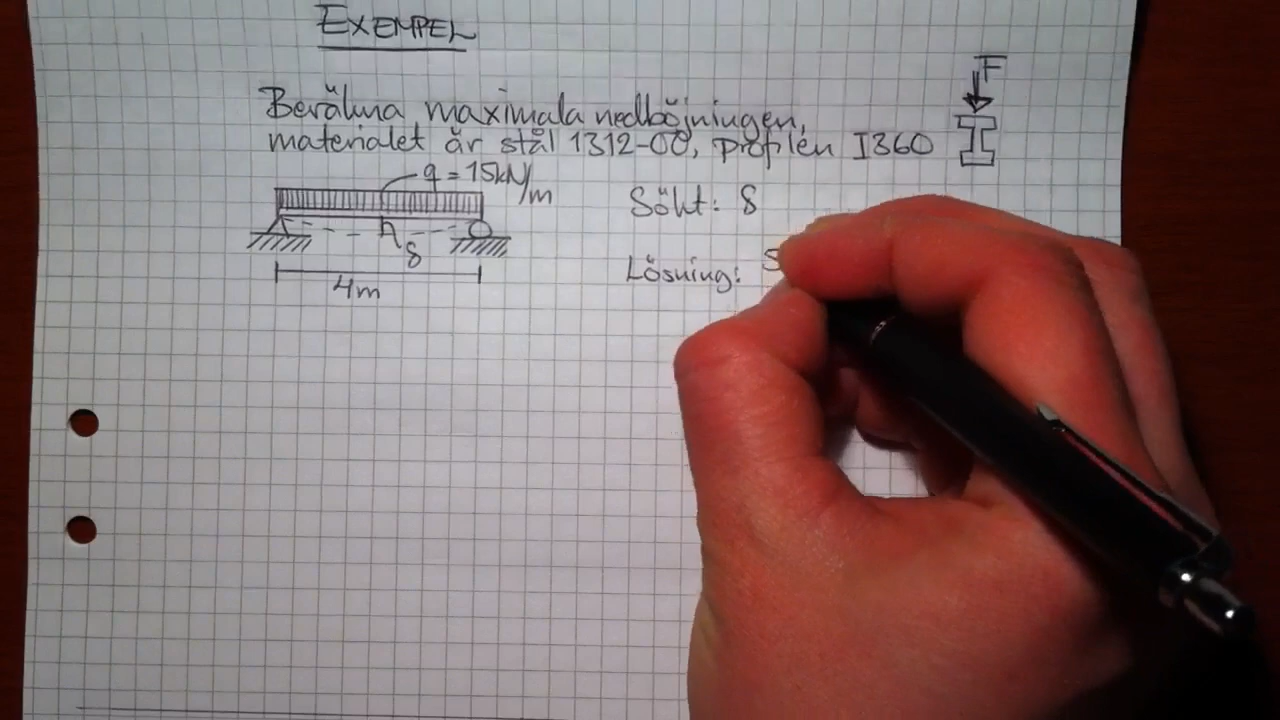 EXEMPEL
F
Beräkna maximala nedböjningen,
materialet är stål 1312-00, profilen I360
q = 15kN/m
Sökt: δ
δ
Lösning:
4m